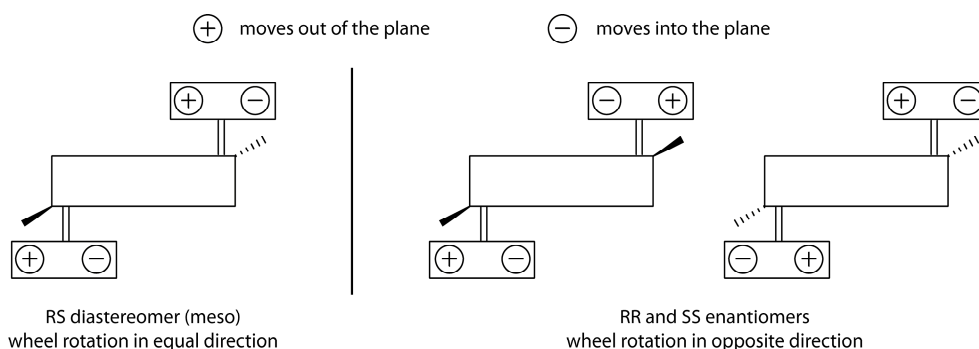 + moves out of the plane
− moves into the plane
+ −
− +
+ −
+ −
+ −
− +
RS diastereomer (meso)
wheel rotation in equal direction
RR and SS enantiomers
wheel rotation in opposite direction